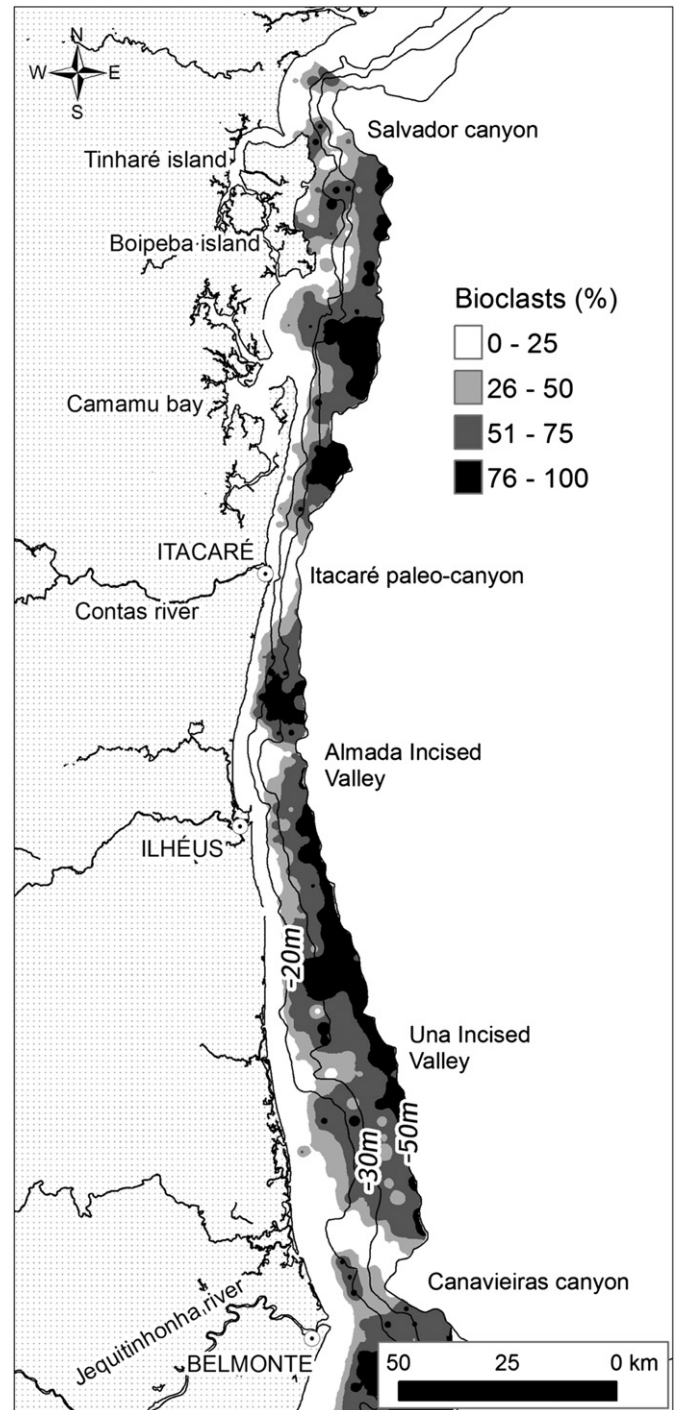 N
W E
S
Salvador canyon
Tinharé island
Boipeba island
Bioclasts (%)
0 - 25
26 - 50
51 - 75
76 - 100
Camamu bay
ITACARÉ
Itacaré paleo-canyon
Contas river
Almada Incised
Valley
ILHÉUS
-20m
Una Incised
Valley
-50m
-30m
Canavieiras canyon
Jequitinhonha river
BELMONTE
50 25 0 km